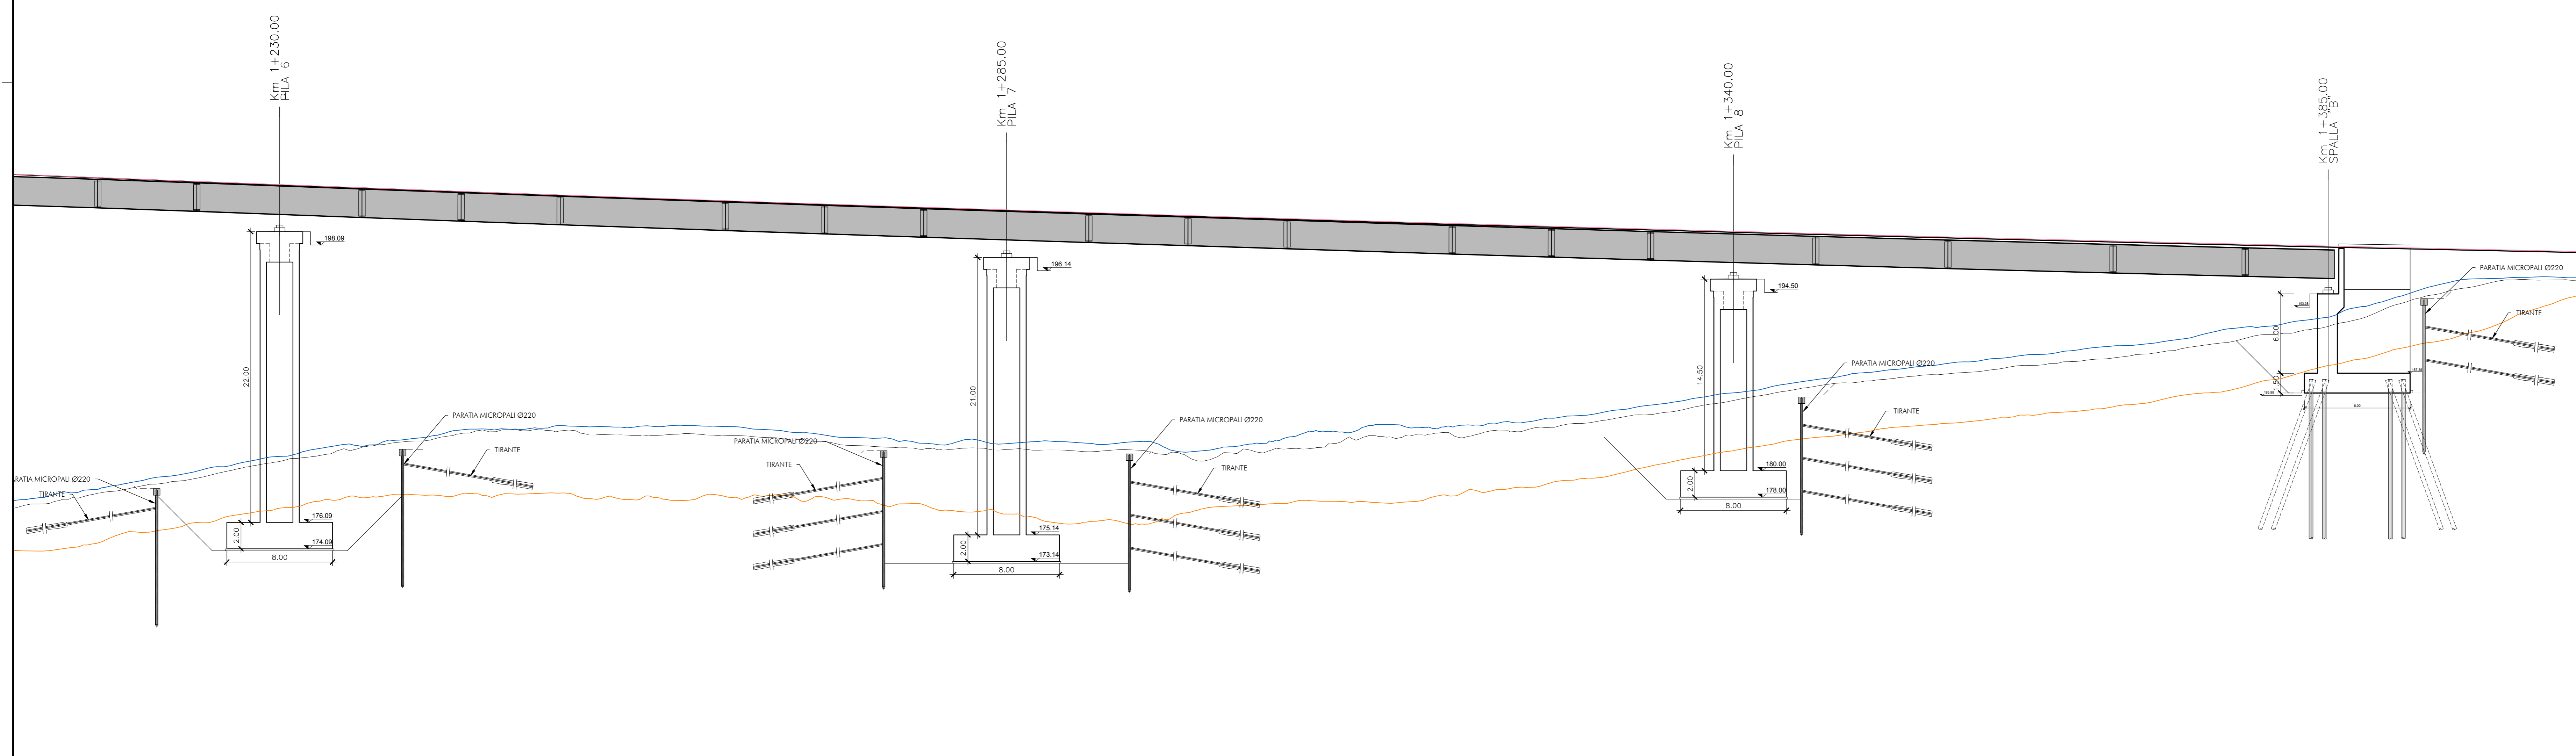 Km 1+230.00
PILA 6
Km 1+285.00
PILA 7
Km 1+340.00
PILA 8
Km 1+385.00
SPALLA "B"
198.09
22.00
176.09
174.09
2.00
8.00
PARATIA MICROPALI Ø220
TIRANTE
ARATIA MICROPALI Ø220
TIRANTE
196.14
21.00
175.14
173.14
2.00
8.00
PARATIA MICROPALI Ø220
TIRANTE
PARATIA MICROPALI Ø220
TIRANTE
194.50
14.50
180.00
178.00
2.00
8.00
PARATIA MICROPALI Ø220
TIRANTE
6.00
1.50
PARATIA MICROPALI Ø220
TIRANTE